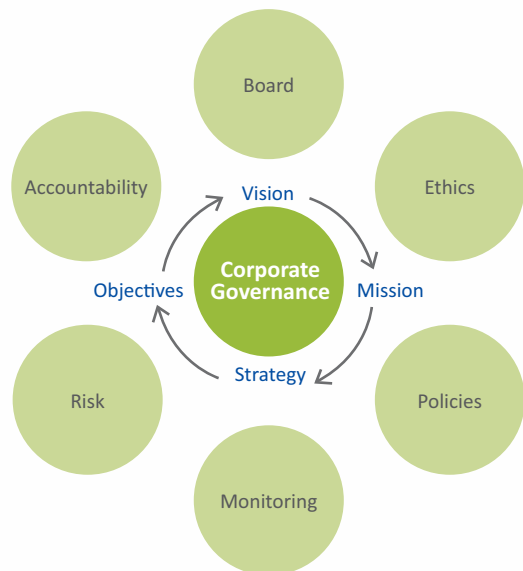 Board
Accountability
Ethics
Vision
Corporate
Governance
Objectives
Mission
Strategy
Risk
Policies
Monitoring